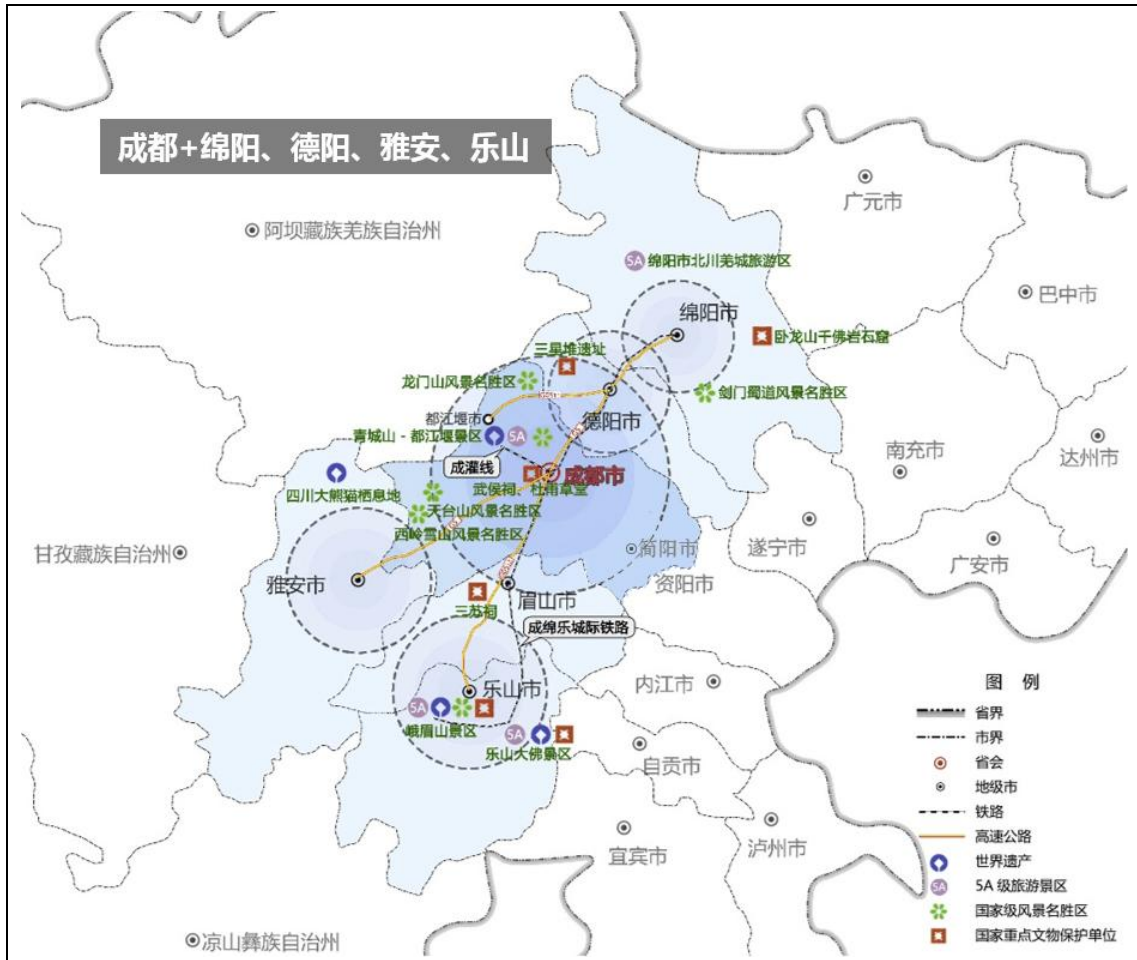 成都+绵阳、德阳、雅安、乐山
广元市
阿坝藏族羌族自治州
5A 绵阳市北川羌城旅游区
巴中市
绵阳市
卧龙山千佛岩石窟
三星堆遗址
龙门山风景名胜区
剑门蜀道风景名胜区
都江堰市
德阳市
青城山-都江堰景区 5A
达州市
南充市
成灌线
成都市
四川大熊猫栖息地
武侯祠、杜甫草堂
天台山风景名胜区
西岭雪山风景名胜区
甘孜藏族自治州
简阳市
遂宁市
广安市
雅安市
资阳市
眉山市
三苏祠
成绵乐城际铁路
乐山市
内江市
5A
峨眉山景区
5A
乐山大佛景区
自贡市
宜宾市
泸州市
凉山彝族自治州
图 例
省界
市界
省会
地级市
铁路
高速公路
世界遗产
5A 5A 级旅游景区
国家级风景名胜区
国家重点文物保护单位